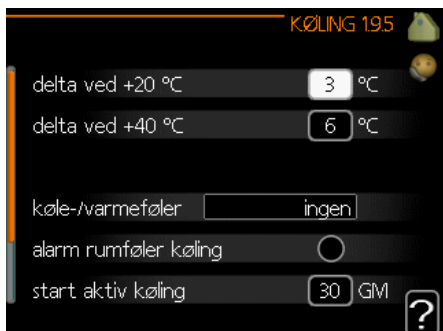 KØLING 1.9.5
delta ved +20 °C 3 °C
delta ved +40 °C 6 °C
køle-/varmeføler ingen
alarm rumføler køling
start aktiv køling 30 GM
?